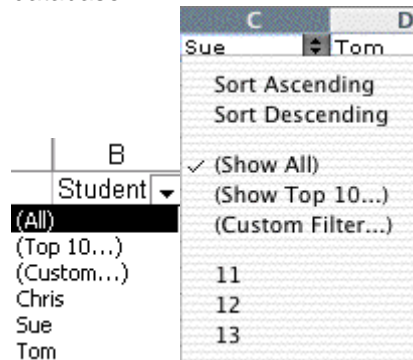 B
Student
(All)
(Top 10...)
(Custom...)
Chris
Sue
Tom
C D
Sue Tom
Sort Ascending
Sort Descending
✓ (Show All)
(Show Top 10...)
(Custom Filter...)
11
12
13